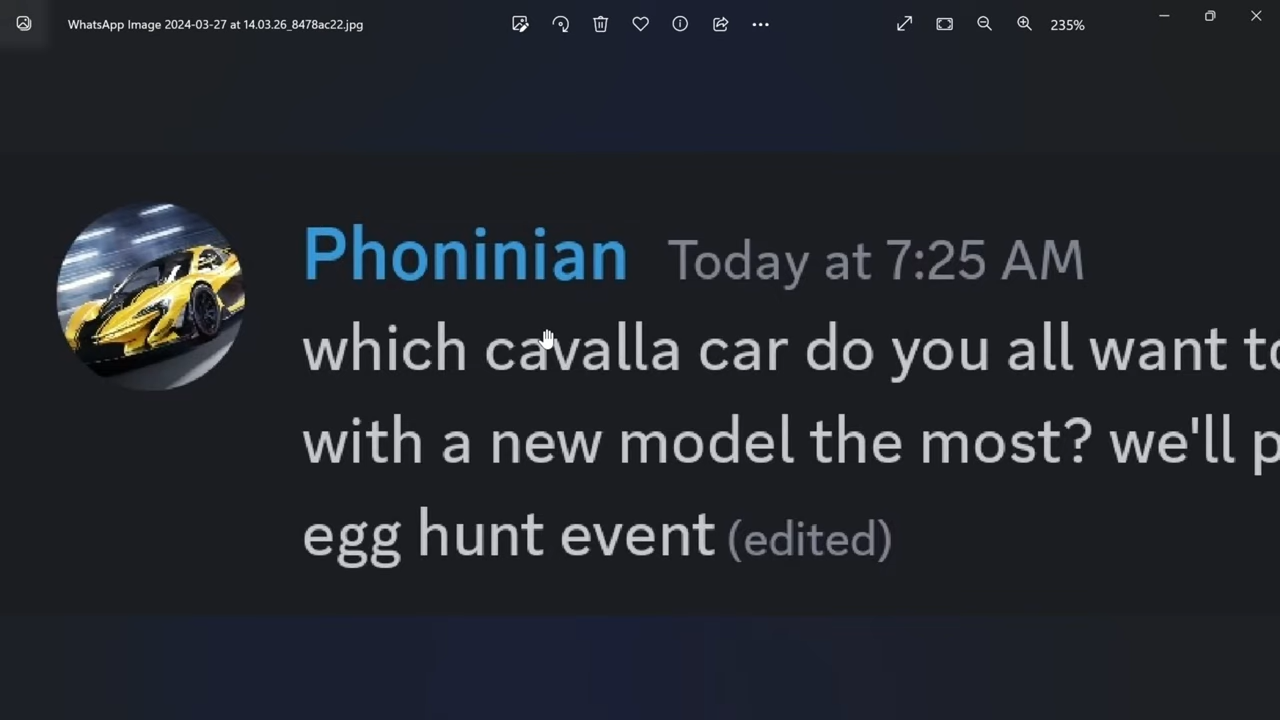 WhatsApp Image 2024-03-27 at 14.03.26_8478ac22.jpg
235%
Phoninian Today at 7:25 AM
which cavalla car do you all want
with a new model the most? we'll
egg hunt event (edited)